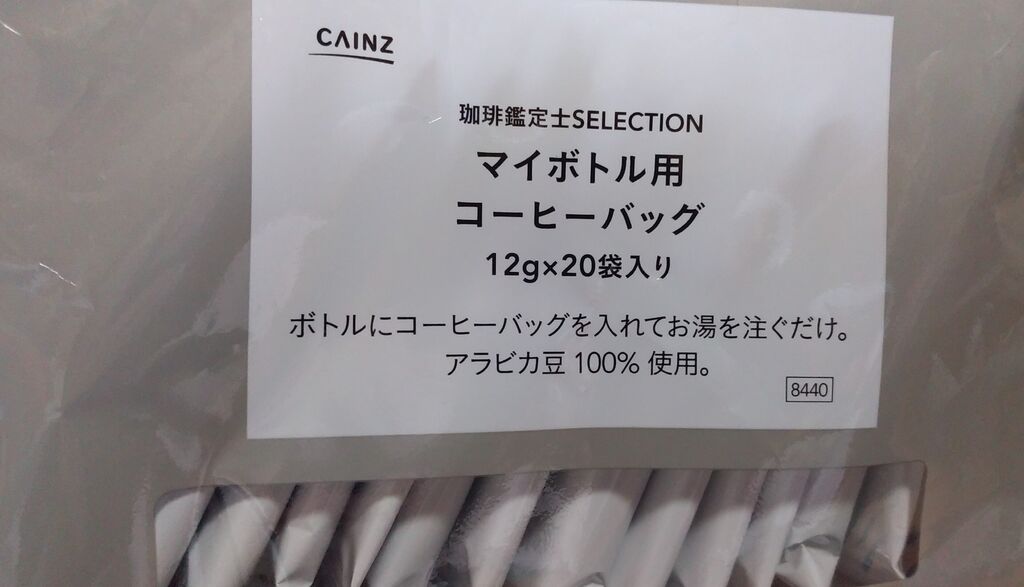 CAINZ
珈琲鑑定士SELECTION
マイボトル用
コーヒーバッグ
12g×20袋入り
ボトルにコーヒーバッグを入れてお湯を注ぐだけ。
アラビカ豆 100% 使用。
8440